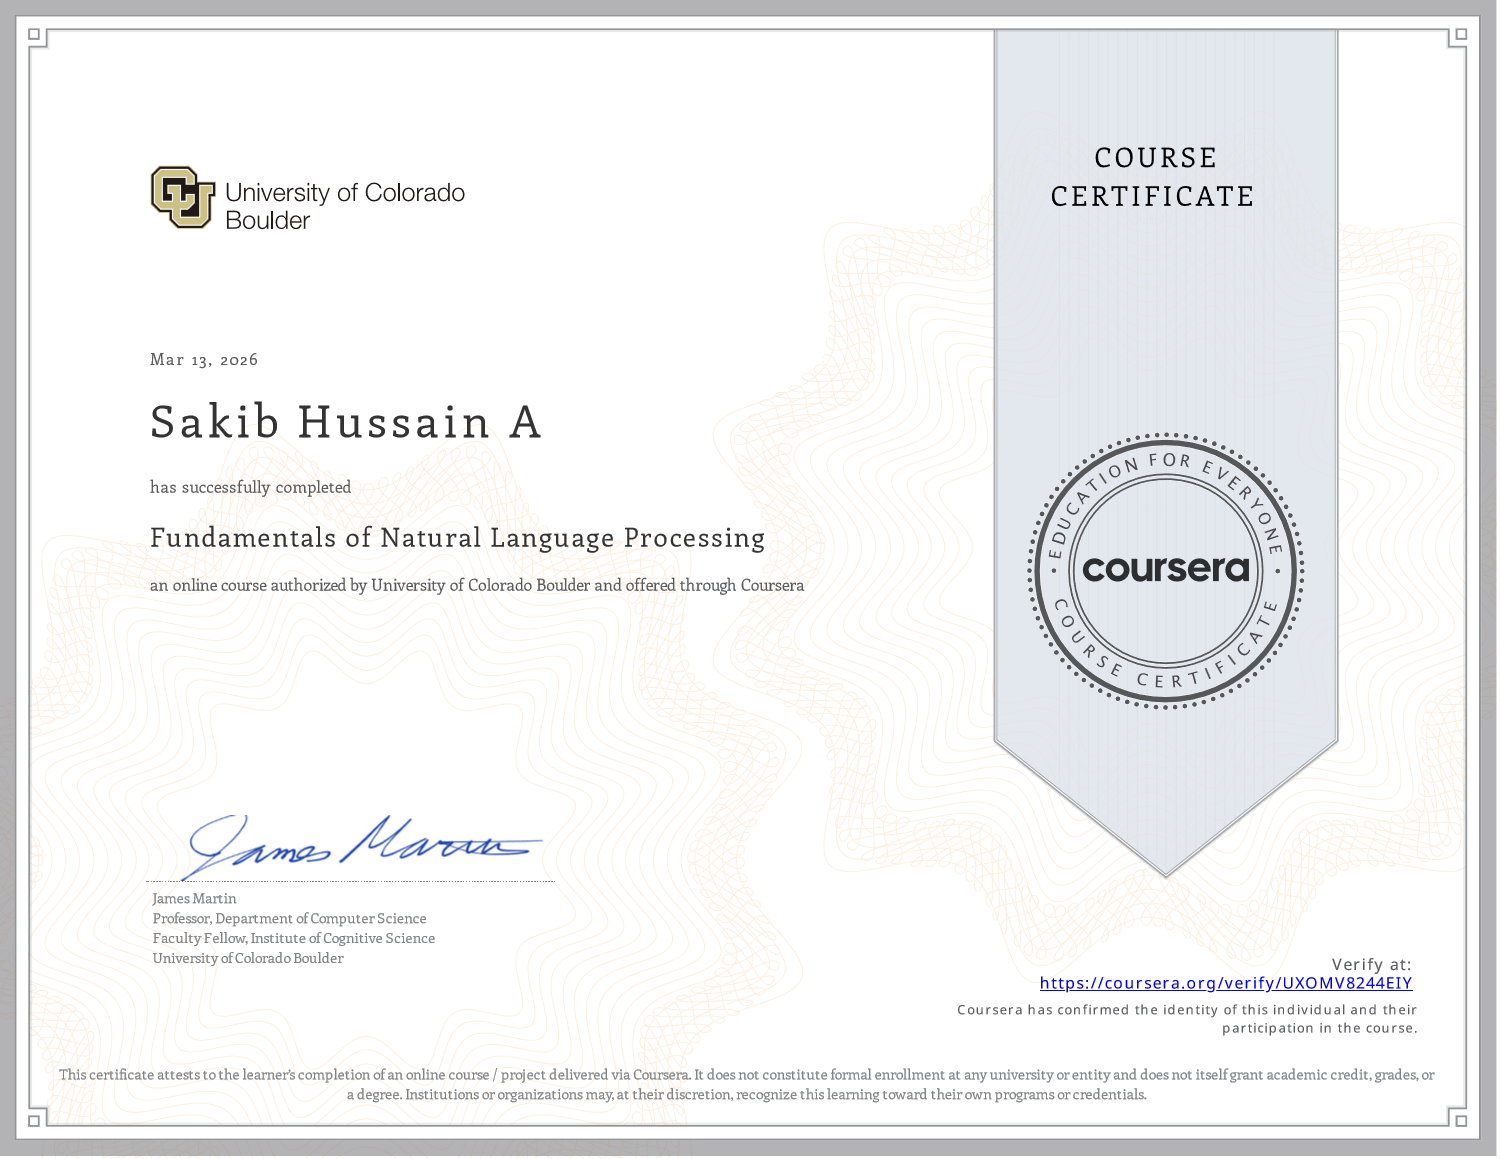 University of Colorado
Boulder
COURSE
CERTIFICATE
Mar 13, 2026
Sakib Hussain A
has successfully completed
Fundamentals of Natural Language Processing
an online course authorized by University of Colorado Boulder and offered through Coursera
EDUCATION FOR EVERYONE
coursera
COURSE CERTIFICATE
James Martin
James Martin
Professor, Department of Computer Science
Faculty Fellow, Institute of Cognitive Science
University of Colorado Boulder
Verify at:
https://coursera.org/verify/UXOMV8244EIY
Coursera has confirmed the identity of this individual and their
participation in the course.
This certificate attests to the learner's completion of an online course / project delivered via Coursera. It does not constitute formal enrollment at any university or entity and does not itself grant academic credit, grades, or
a degree. Institutions or organizations may, at their discretion, recognize this learning toward their own programs or credentials.